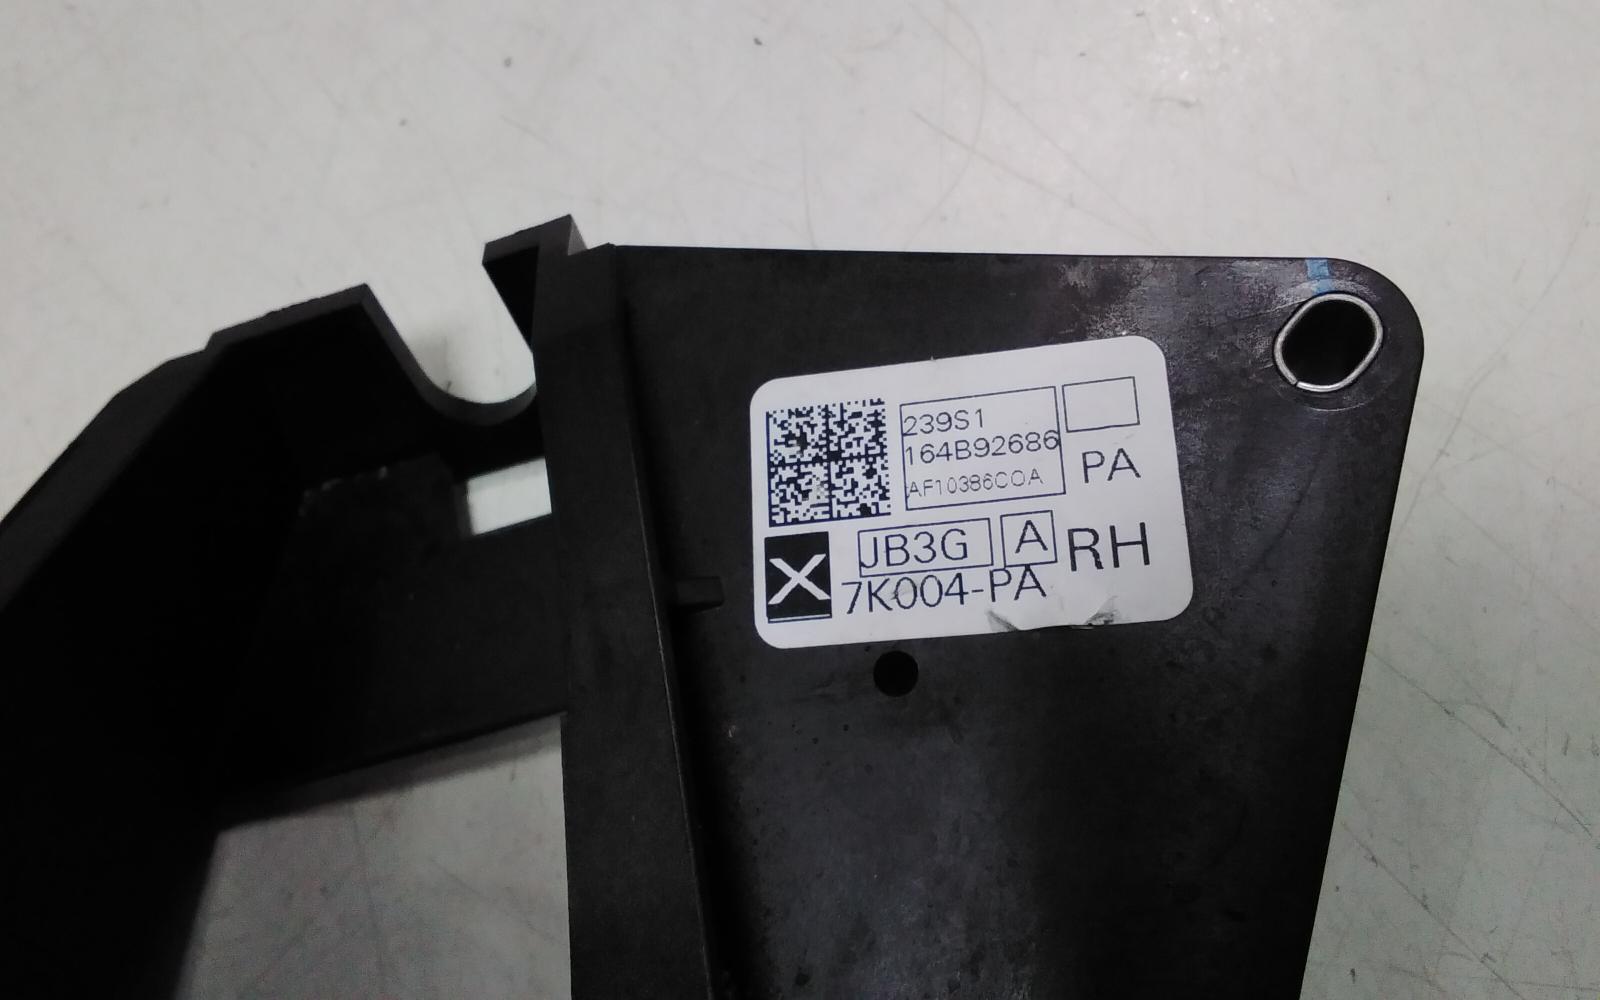 239S1
164B92686
AF10386COA
PA
X
JB3G A RH
7K004-PA